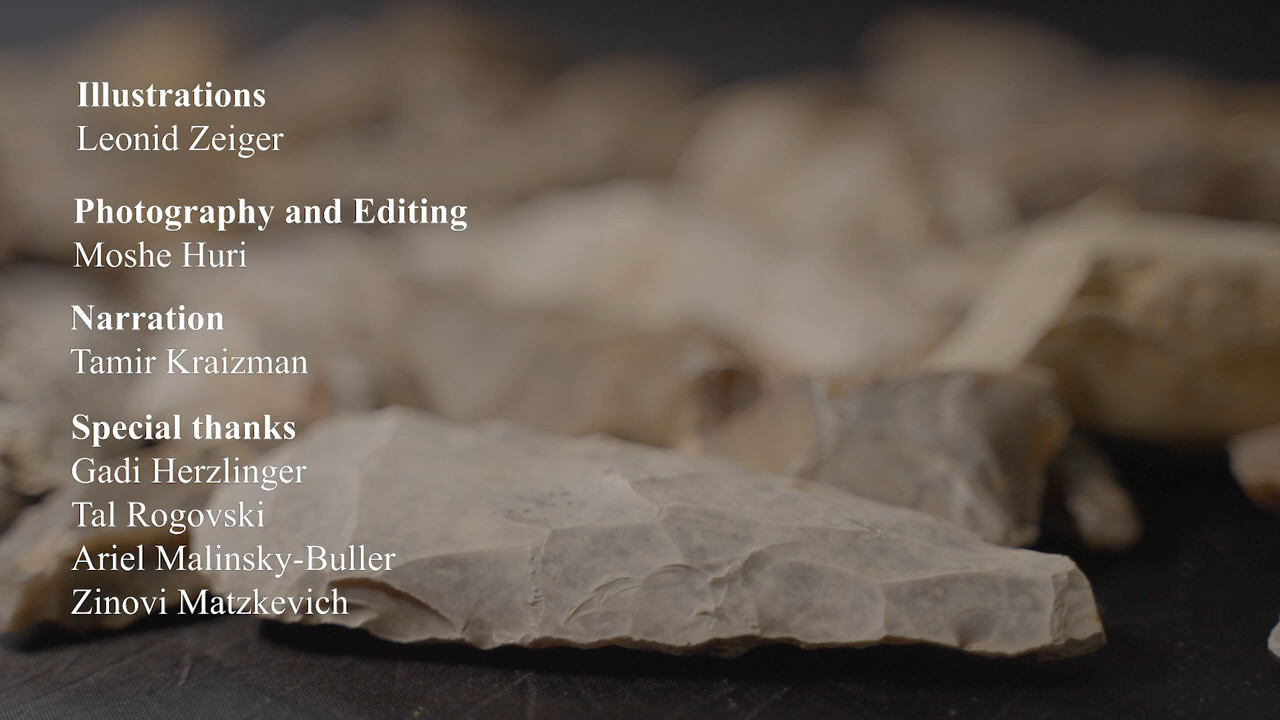 Illustrations
Leonid Zeiger
Photography and Editing
Moshe Huri
Narration
Tamir Kraizman
Special thanks
Gadi Herzlinger
Tal Rogovski
Ariel Malinsky-Buller
Zinovi Matzkevich